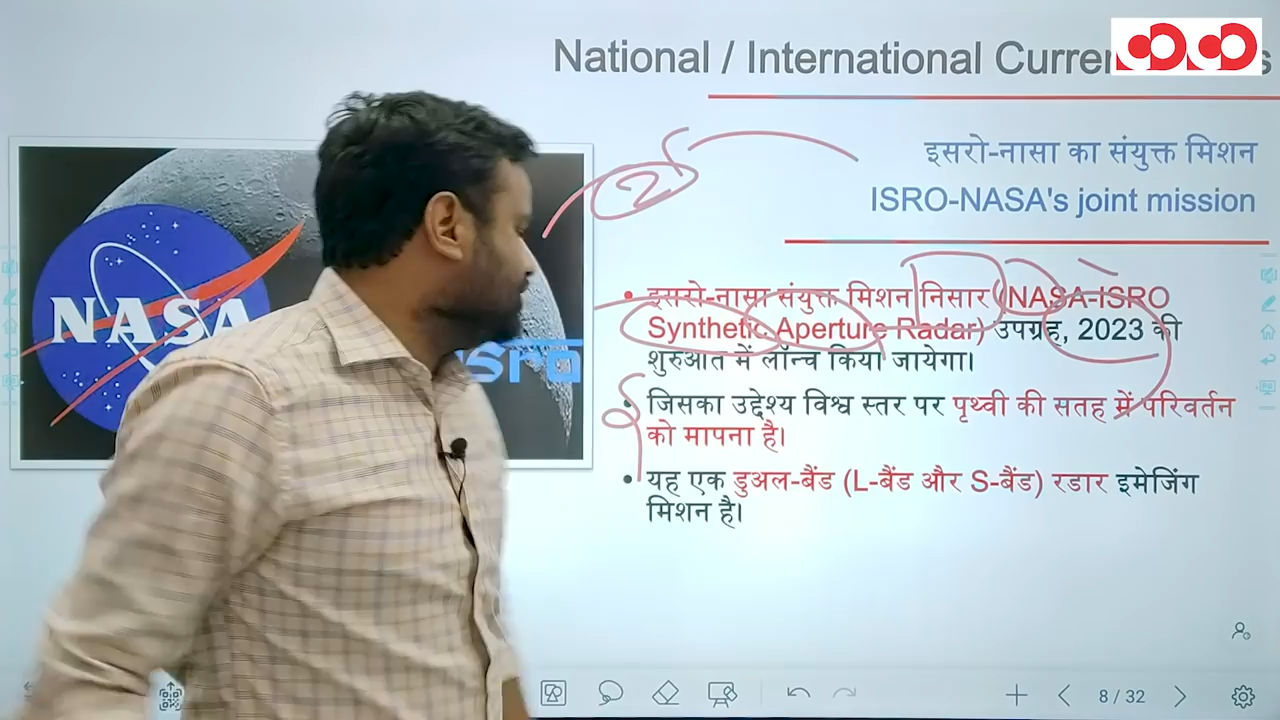 National / International Curren s
इसरो-नासा का संयुक्त मिशन
ISRO-NASA's joint mission
NASA
isro
• इसरो-नासा संयुक्त मिशन निसार (NASA-ISRO
Synthetic Aperture Radar) उपग्रह, 2023 की
शुरुआत में लॉन्च किया जायेगा।
• जिसका उद्देश्य विश्व स्तर पर पृथ्वी की सतह में परिवर्तन
को मापना है।
• यह एक डुअल-बैंड (L-बैंड और S-बैंड) रडार इमेजिंग
मिशन है।
2
8 / 32